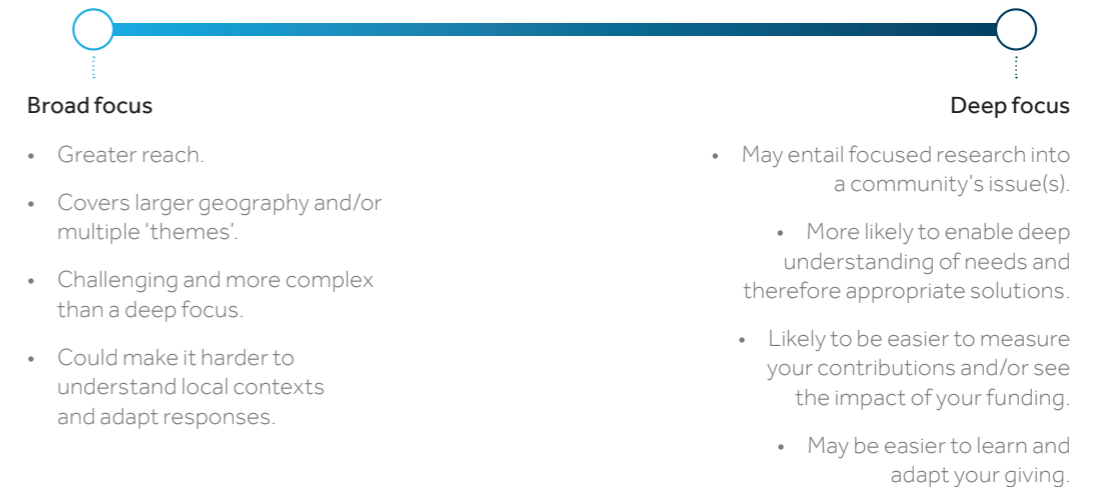 Broad focus
• Greater reach.
• Covers larger geography and/or
multiple ‘themes’.
• Challenging and more complex
than a deep focus.
• Could make it harder to
understand local contexts
and adapt responses.
Deep focus
• May entail focused research into
a community’s issue(s).
• More likely to enable deep
understanding of needs and
therefore appropriate solutions.
• Likely to be easier to measure
your contributions and/or see
the impact of your funding.
• May be easier to learn and
adapt your giving.